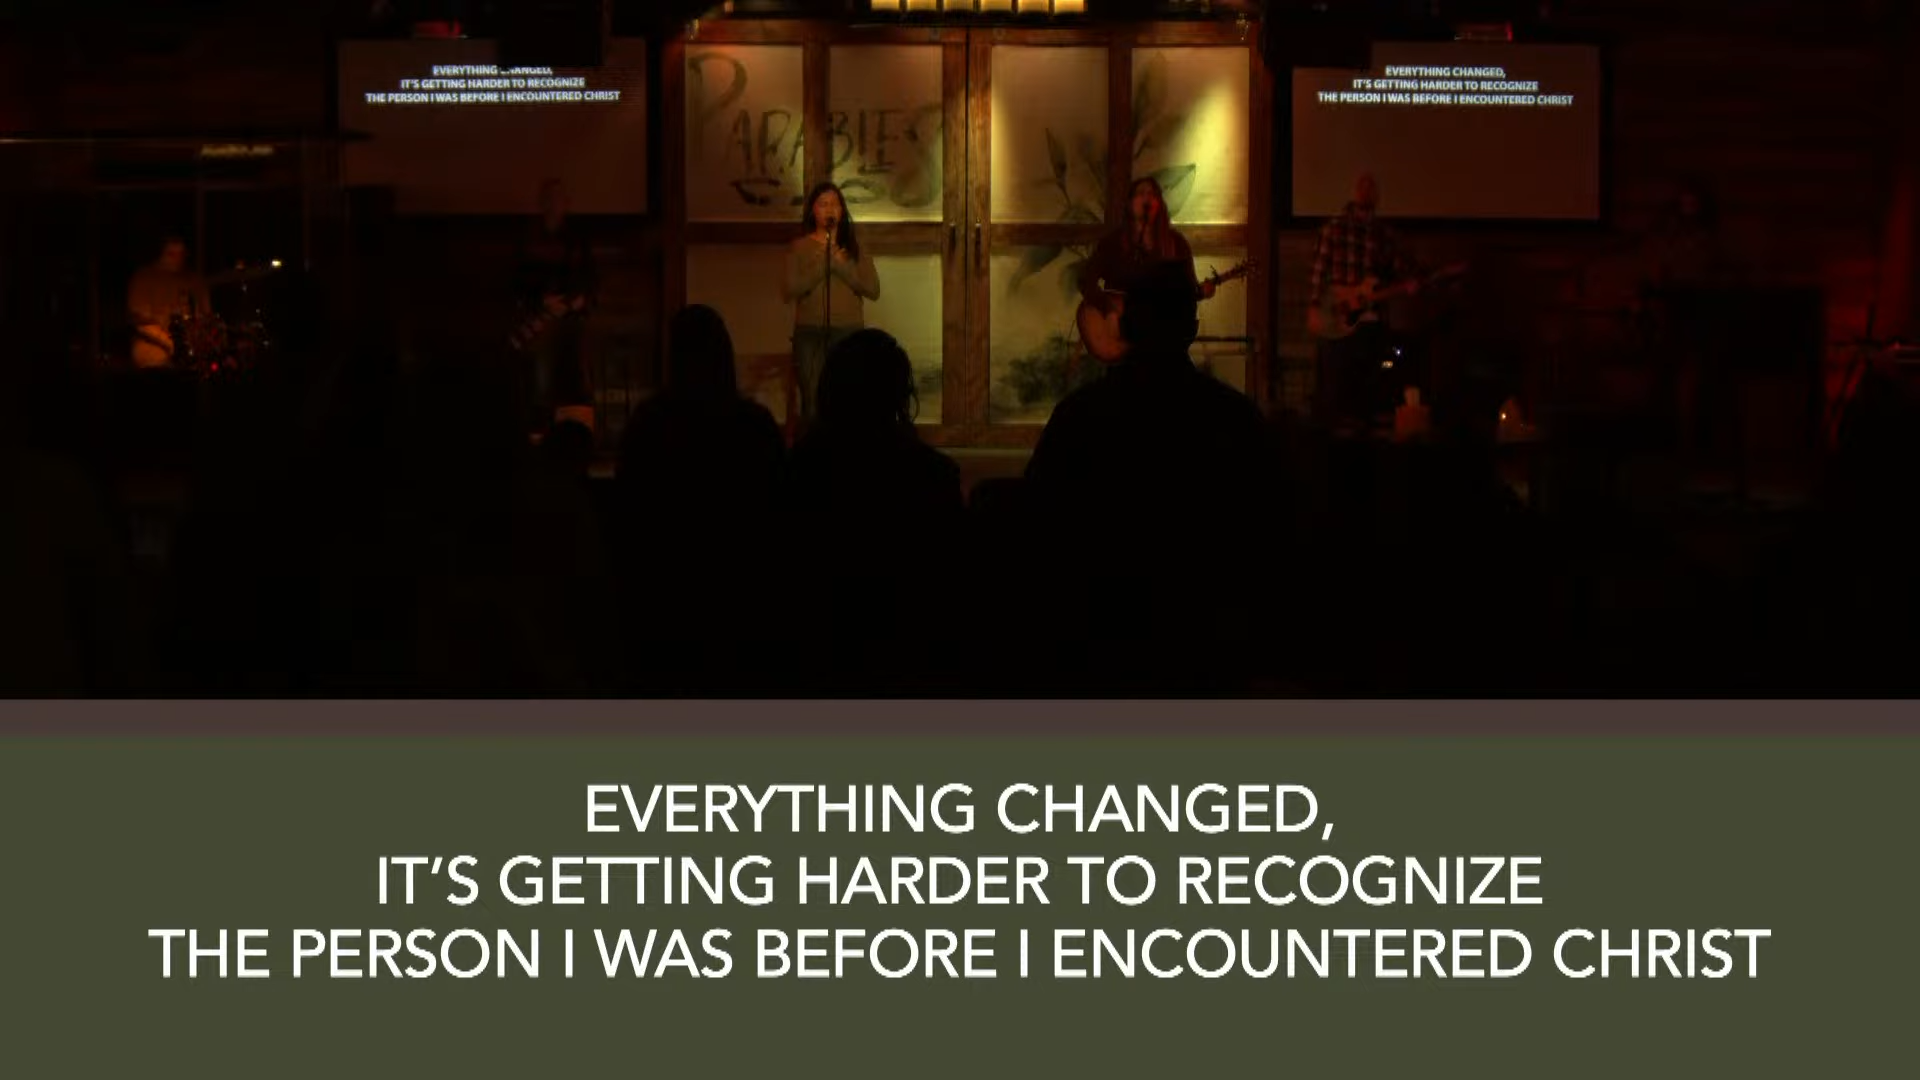 EVERYTHING CHANGED,
IT'S GETTING HARDER TO RECOGNIZE
THE PERSON I WAS BEFORE I ENCOUNTERED CHRIST
EVERYTHING CHANGED,
IT'S GETTING HARDER TO RECOGNIZE
THE PERSON I WAS BEFORE I ENCOUNTERED CHRIST
PARABLES
EVERYTHING CHANGED,
IT’S GETTING HARDER TO RECOGNIZE
THE PERSON I WAS BEFORE I ENCOUNTERED CHRIST